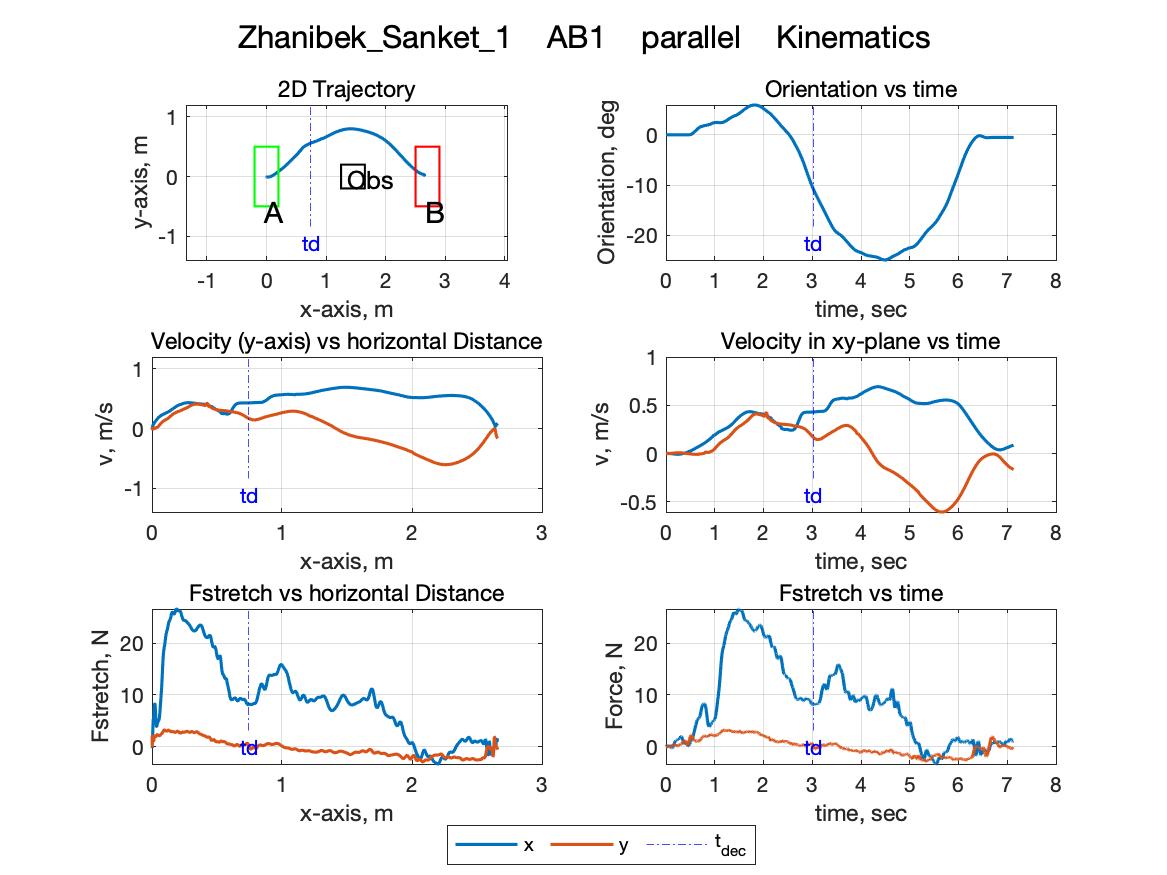 Zhanibek_Sanket_1 AB1 parallel Kinematics
2D Trajectory
y-axis, m
1
0
-1
A
Obs
B
td
-1 0 1 2 3 4
x-axis, m
Orientation vs time
Orientation, deg
0
-10
-20
td
0 1 2 3 4 5 6 7 8
time, sec
Velocity (y-axis) vs horizontal Distance
v, m/s
1
0
-1
td
0 1 2 3
x-axis, m
Velocity in xy-plane vs time
v, m/s
1
0.5
0
-0.5
td
0 1 2 3 4 5 6 7 8
time, sec
Fstretch vs horizontal Distance
Fstretch, N
20
10
0
td
0 1 2 3
x-axis, m
Fstretch vs time
Force, N
20
10
0
td
0 1 2 3 4 5 6 7 8
time, sec
x y t_dec